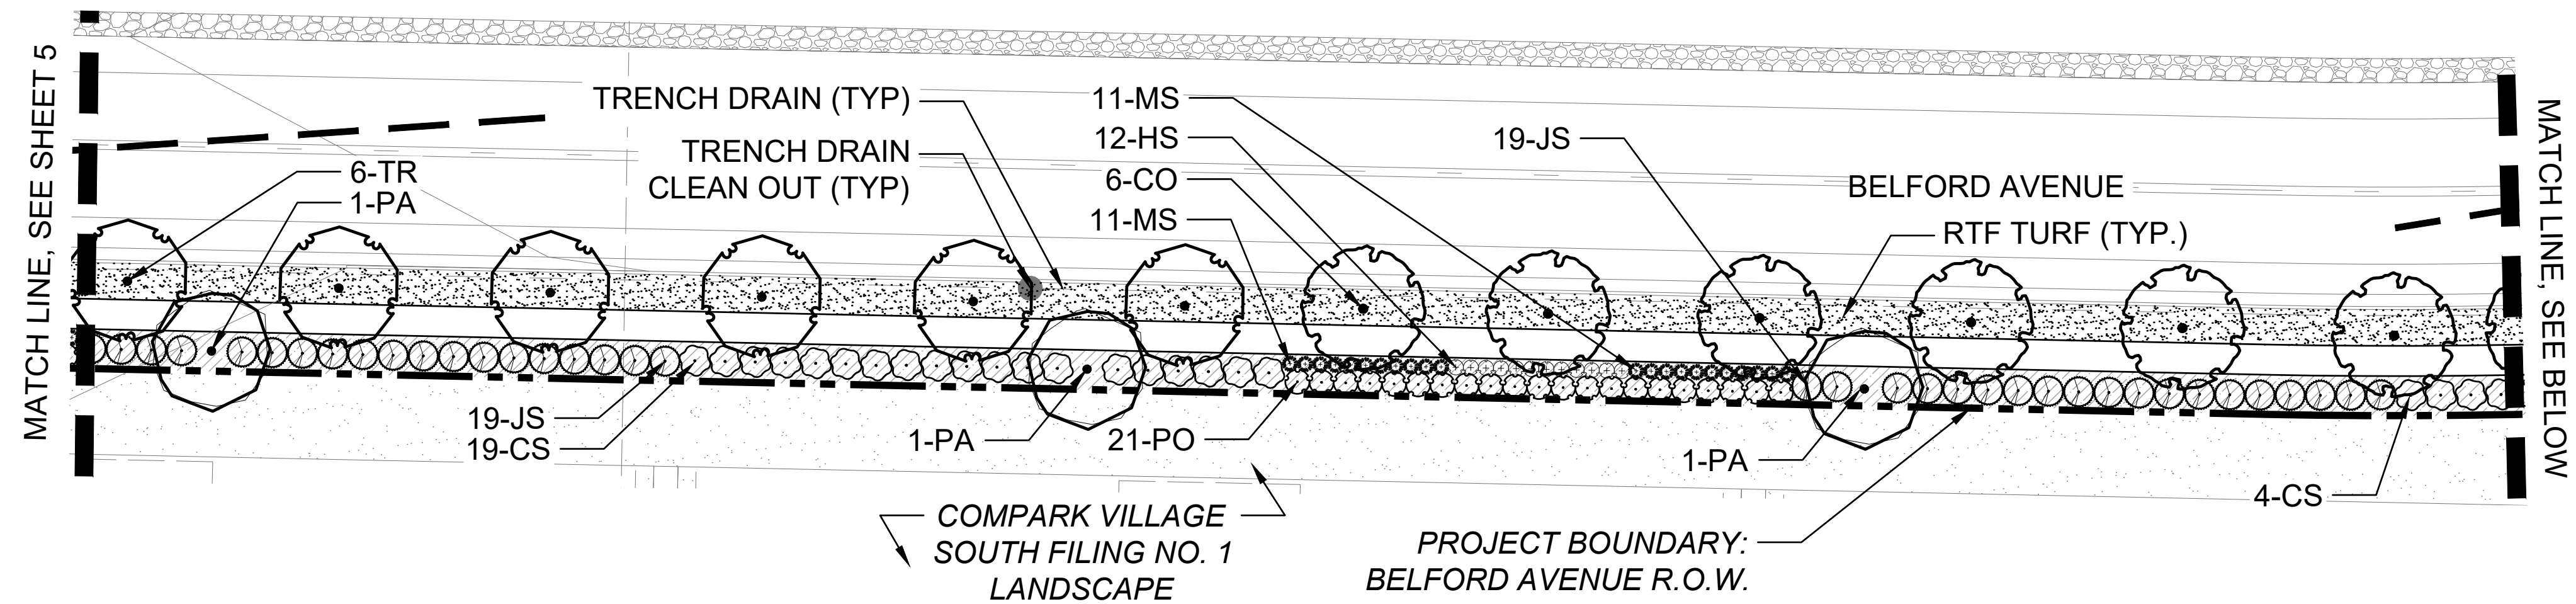 MATCH LINE, SEE SHEET 5
TRENCH DRAIN (TYP)
TRENCH DRAIN
CLEAN OUT (TYP)
6-TR
1-PA
11-MS
12-HS
6-CO
11-MS
19-JS
BELFORD AVENUE
RTF TURF (TYP.)
MATCH LINE, SEE BELOW
19-JS
19-CS
1-PA
21-PO
1-PA
4-CS
COMPARK VILLAGE
SOUTH FILING NO. 1
LANDSCAPE
PROJECT BOUNDARY:
BELFORD AVENUE R.O.W.